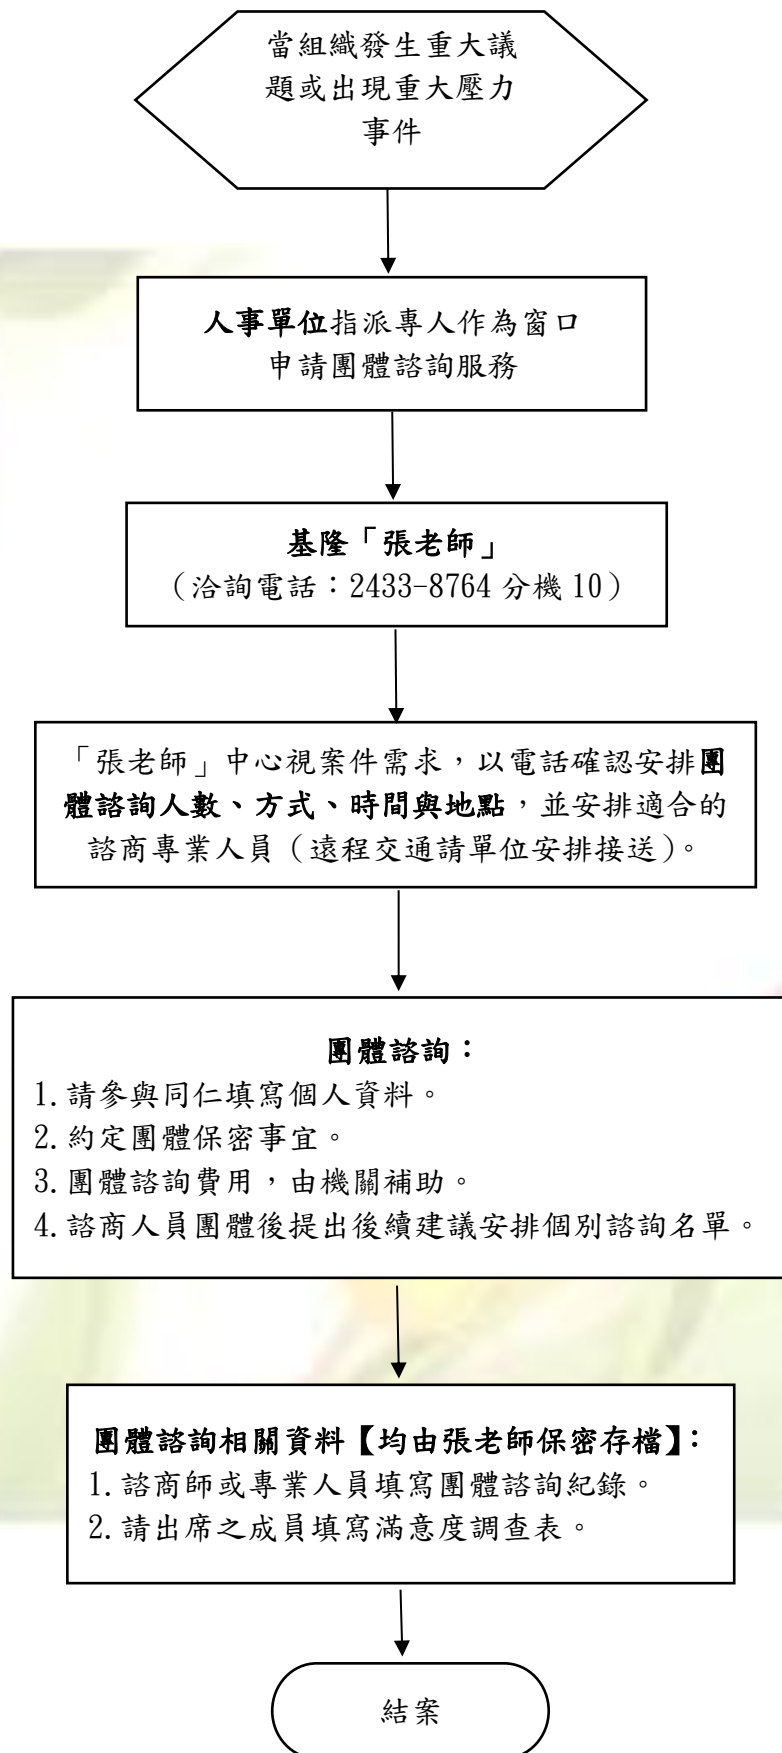 當組織發生重大議
題或出現重大壓力
事件
人事單位指派專人作為窗口
申請團體諮詢服務
基隆「張老師」
（洽詢電話：2433-8764 分機 10）
「張老師」中心視案件需求，以電話確認安排團
體諮詢人數、方式、時間與地點，並安排適合的
諮商專業人員（遠程交通請單位安排接送）。
團體諮詢：
1.請參與同仁填寫個人資料。
2.約定團體保密事宜。
3.團體諮詢費用，由機關補助。
4.諮商人員團體後提出後續建議安排個別諮詢名單。
團體諮詢相關資料【均由張老師保密存檔】：
1.諮商師或專業人員填寫團體諮詢紀錄。
2.請出席之成員填寫滿意度調查表。
結案